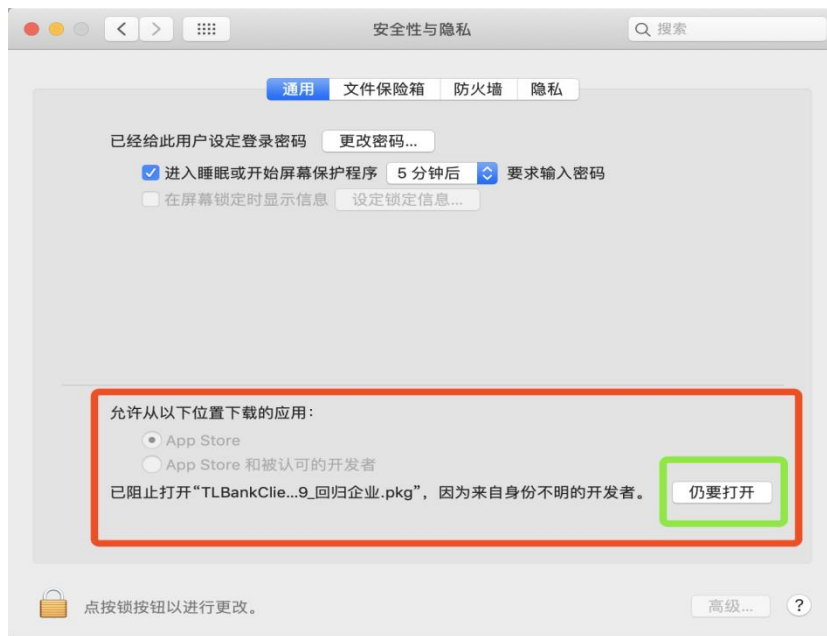 安全性与隐私
搜索
通用 文件保险箱 防火墙 隐私
已经给此用户设定登录密码 更改密码...
进入睡眠或开始屏幕保护程序 5 分钟后 要求输入密码
在屏幕锁定时显示信息 设定锁定信息...
允许从以下位置下载的应用：
App Store
App Store 和被认可的开发者
已阻止打开“TLBankClie...9_回归企业.pkg”，因为来自身份不明的开发者。 仍要打开
点按锁按钮以进行更改。
高级... ?